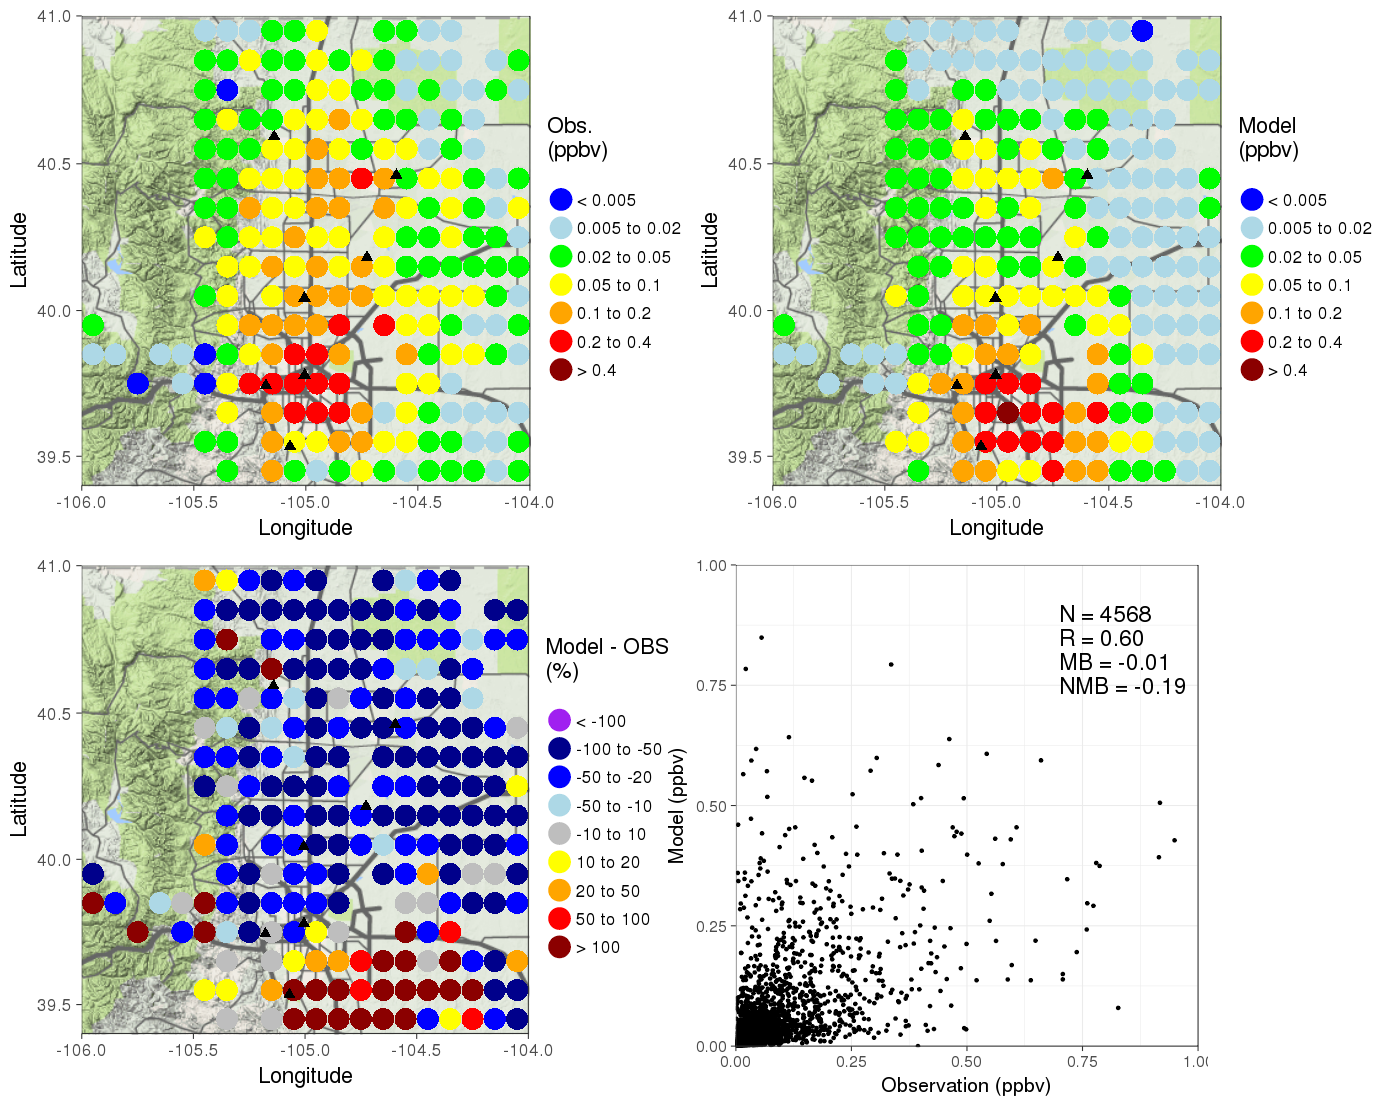 41.0
40.5
40.0
39.5
-106.0
-105.5
-105.0
-104.5
-104.0
Longitude
Latitude
Obs.
(ppbv)
< 0.005
0.005 to 0.02
0.02 to 0.05
0.05 to 0.1
0.1 to 0.2
0.2 to 0.4
> 0.4
41.0
40.5
40.0
39.5
-106.0
-105.5
-105.0
-104.5
-104.0
Longitude
Latitude
Model
(ppbv)
< 0.005
0.005 to 0.02
0.02 to 0.05
0.05 to 0.1
0.1 to 0.2
0.2 to 0.4
> 0.4
41.0
40.5
40.0
39.5
-106.0
-105.5
-105.0
-104.5
-104.0
Longitude
Latitude
Model - OBS
(%)
< -100
-100 to -50
-50 to -20
-50 to -10
-10 to 10
10 to 20
20 to 50
50 to 100
> 100
1.00
0.75
0.50
0.25
0.00
0.00
0.25
0.50
0.75
1.0
Observation (ppbv)
Model (ppbv)
N = 4568
R = 0.60
MB = -0.01
NMB = -0.19